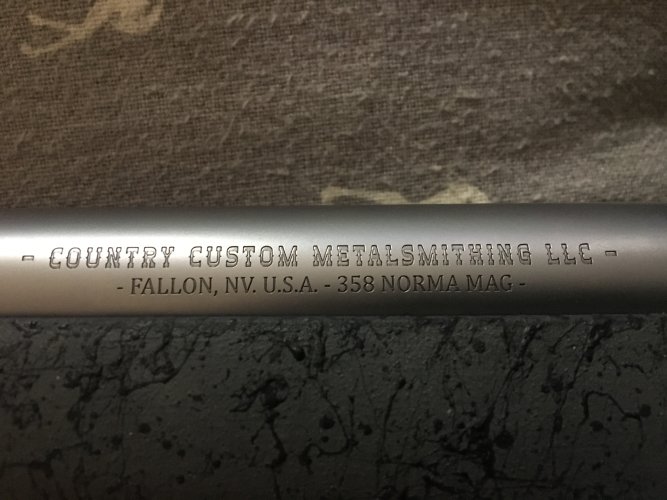 - COUNTRY CUSTOM METALSMITHING LLC -
- FALLON, NV. U.S.A. - 358 NORMA MAG -